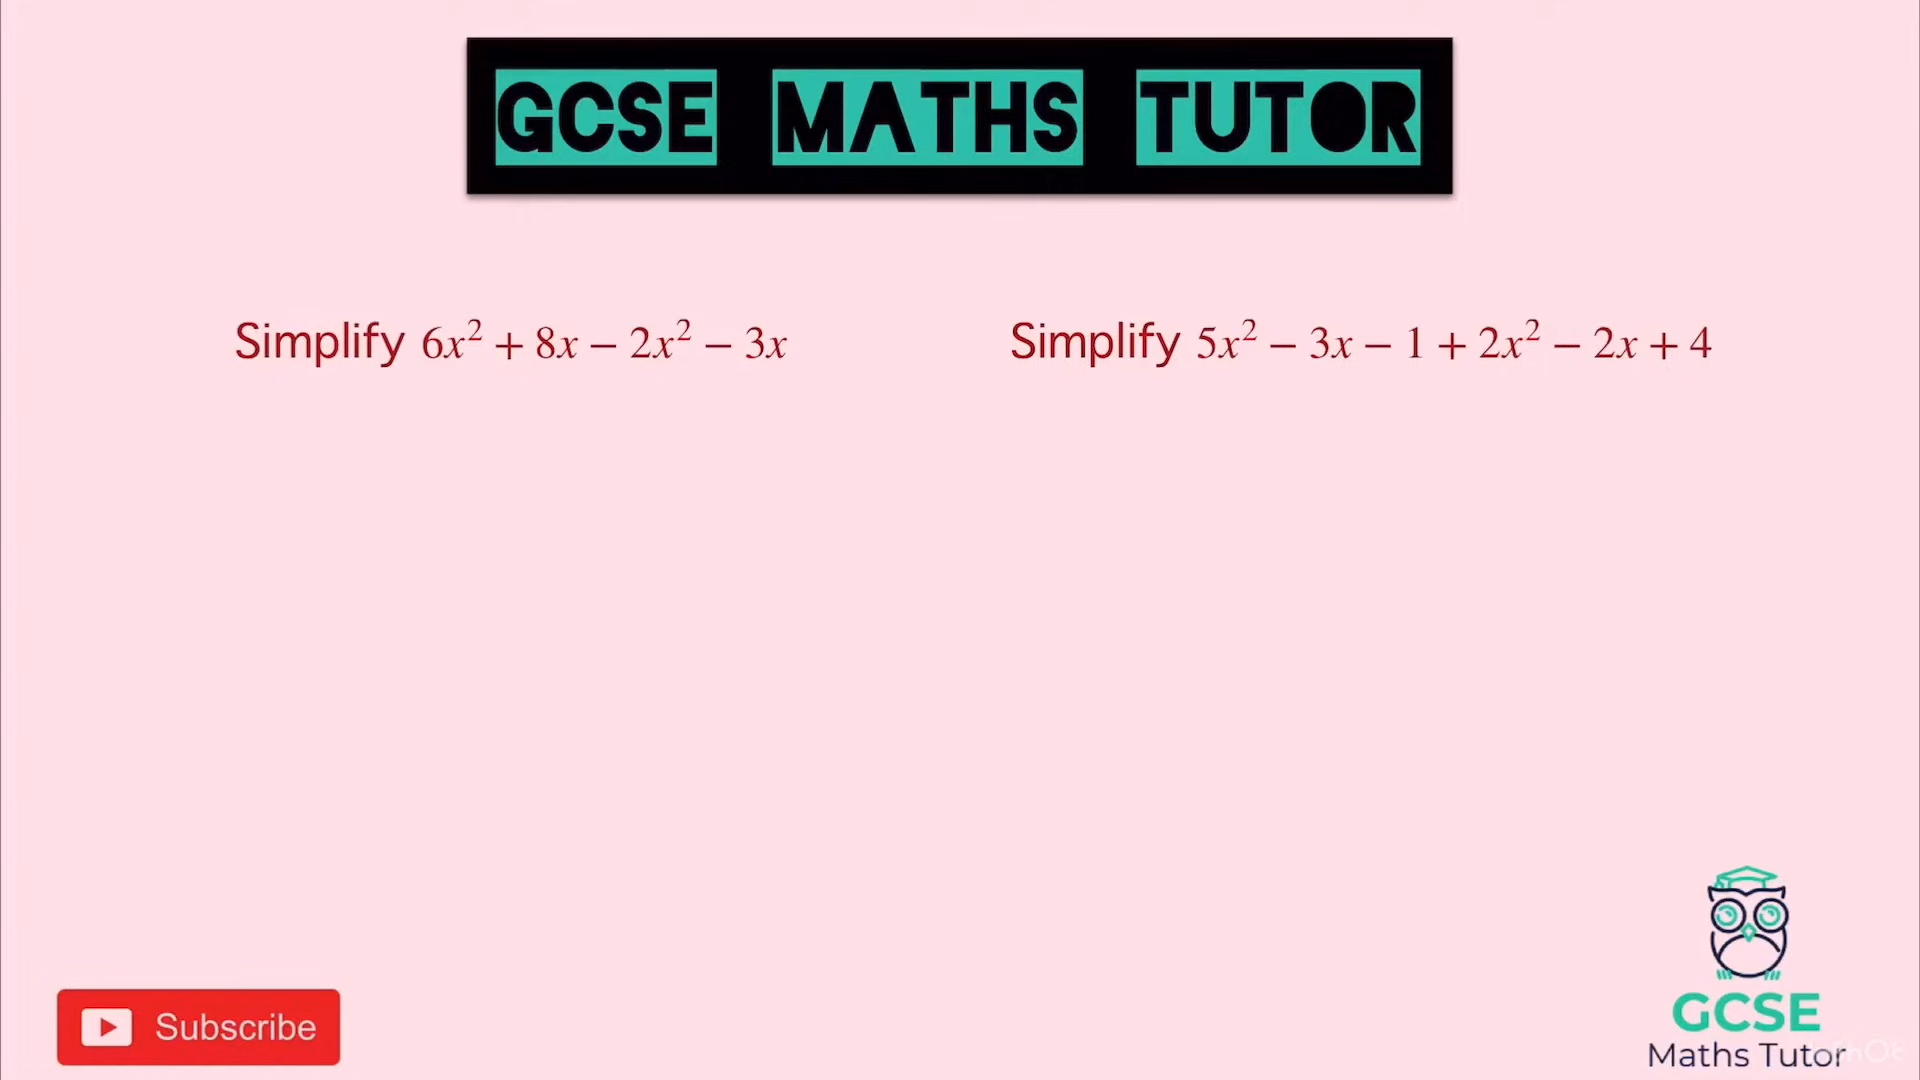 GCSE MATHS TUTOR
Simplify 6x² + 8x − 2x² − 3x
Simplify 5x² − 3x − 1 + 2x² − 2x + 4
Subscribe
GCSE
Maths Tutor